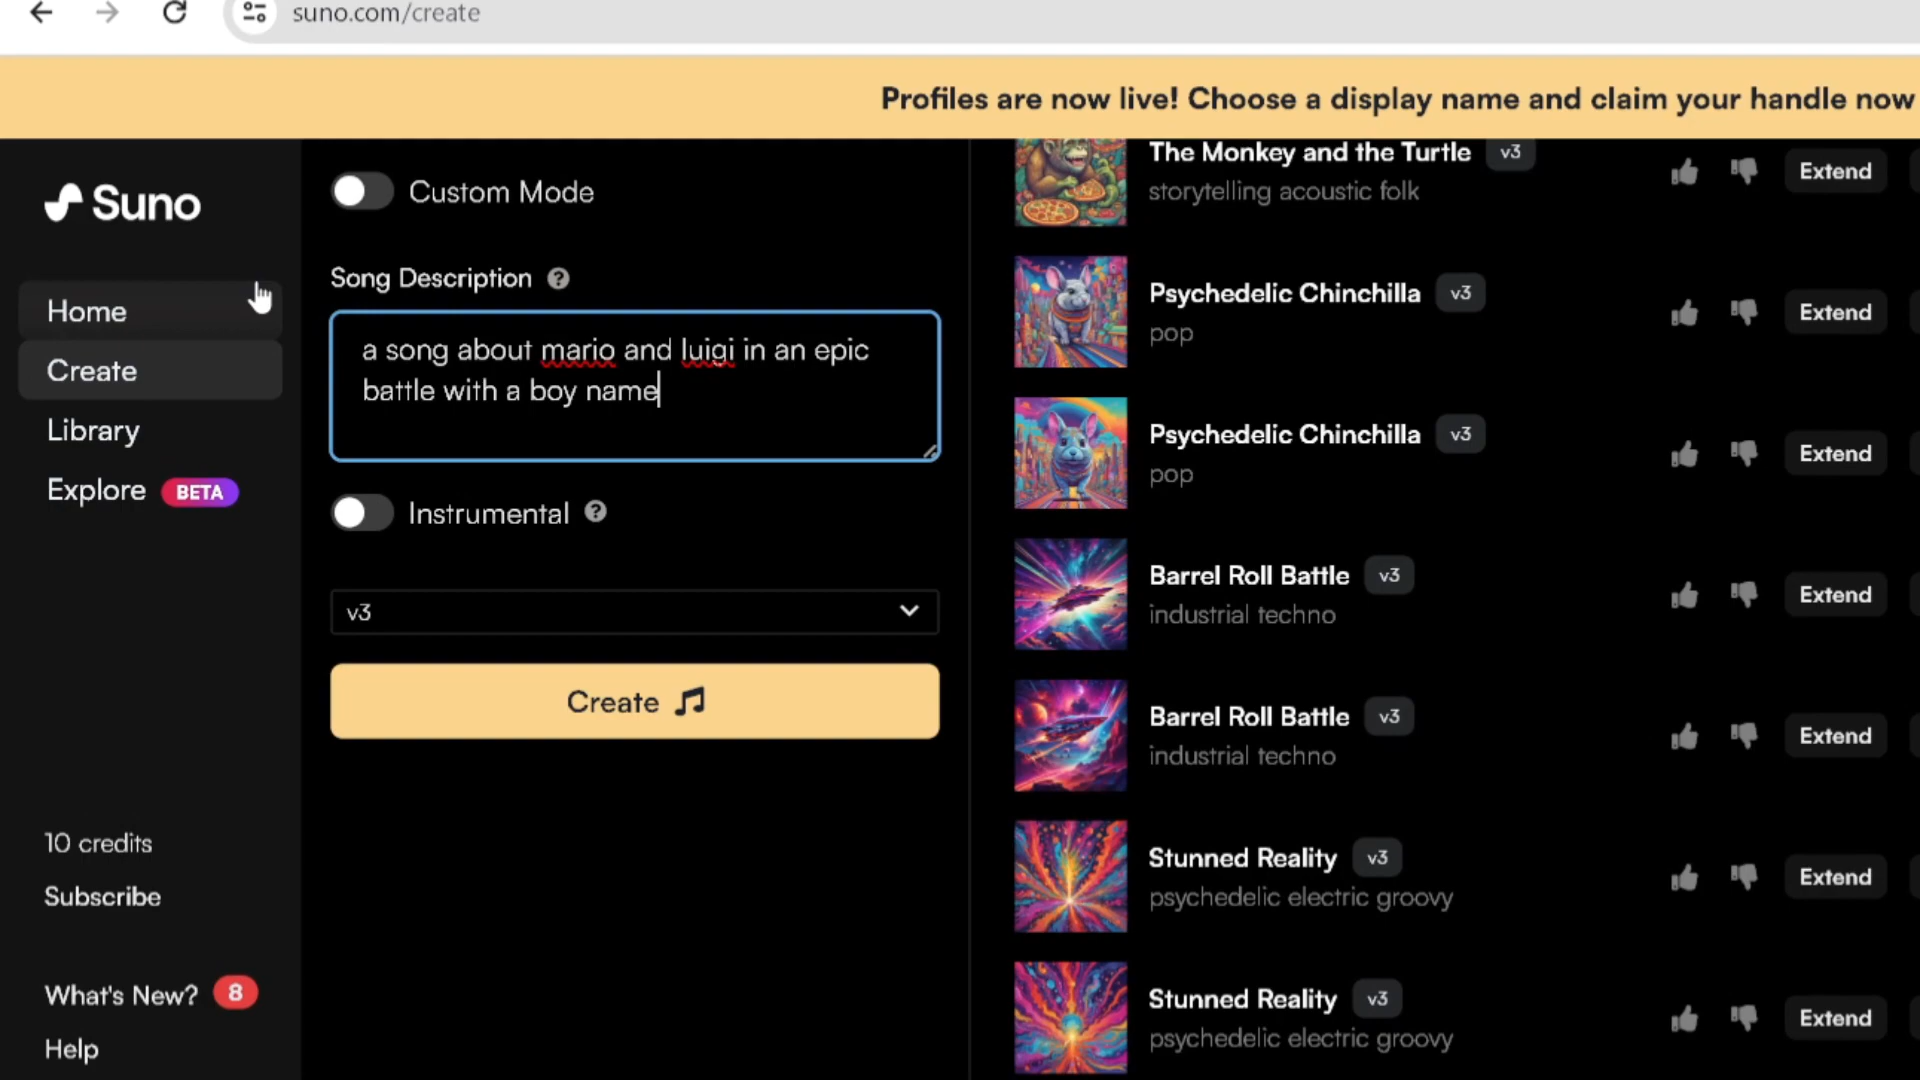 suno.com/create
Profiles are now live! Choose a display name and claim your handle now
Suno
Home
Create
Library
Explore BETA
10 credits
Subscribe
What's New? 8
Help
Custom Mode
Song Description ?
a song about mario and luigi in an epic
battle with a boy name
Instrumental ?
v3
Create
The Monkey and the Turtle v3
storytelling acoustic folk
Extend
Psychedelic Chinchilla v3
pop
Extend
Psychedelic Chinchilla v3
pop
Extend
Barrel Roll Battle v3
industrial techno
Extend
Barrel Roll Battle v3
industrial techno
Extend
Stunned Reality v3
psychedelic electric groovy
Extend
Stunned Reality v3
psychedelic electric groovy
Extend